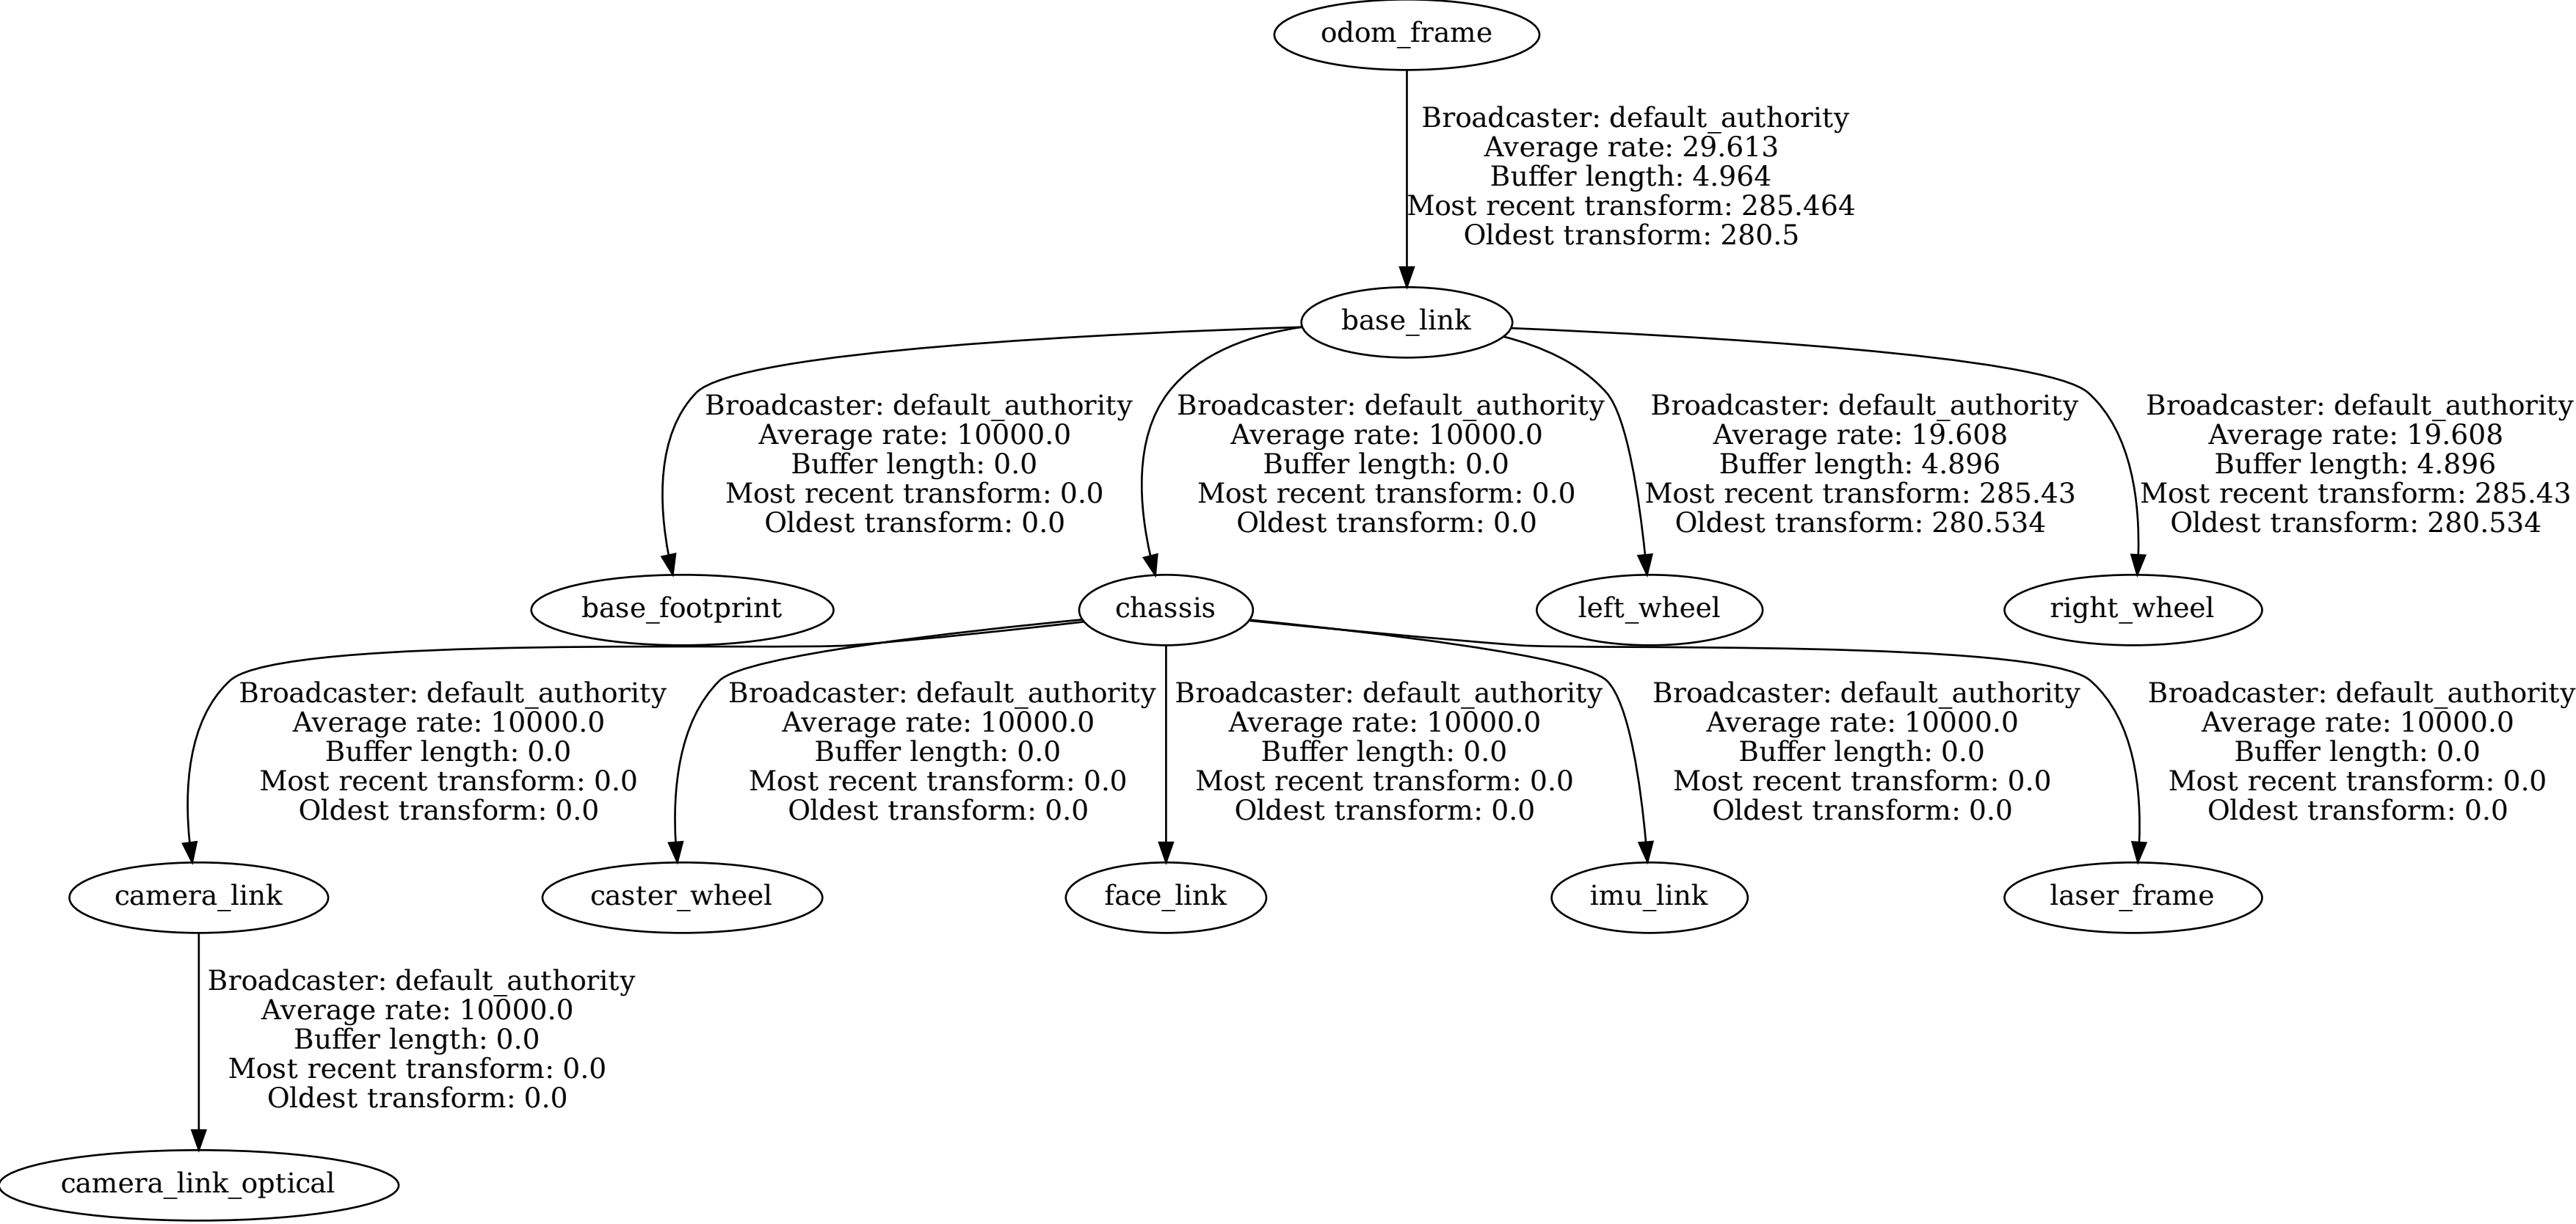 odom_frame
Broadcaster: default_authority
Average rate: 29.613
Buffer length: 4.964
Most recent transform: 285.464
Oldest transform: 280.5
base_link
Broadcaster: default_authority
Average rate: 10000.0
Buffer length: 0.0
Most recent transform: 0.0
Oldest transform: 0.0
Broadcaster: default_authority
Average rate: 10000.0
Buffer length: 0.0
Most recent transform: 0.0
Oldest transform: 0.0
Broadcaster: default_authority
Average rate: 19.608
Buffer length: 4.896
Most recent transform: 285.43
Oldest transform: 280.534
Broadcaster: default_authority
Average rate: 19.608
Buffer length: 4.896
Most recent transform: 285.43
Oldest transform: 280.534
base_footprint
chassis
left_wheel
right_wheel
Broadcaster: default_authority
Average rate: 10000.0
Buffer length: 0.0
Most recent transform: 0.0
Oldest transform: 0.0
Broadcaster: default_authority
Average rate: 10000.0
Buffer length: 0.0
Most recent transform: 0.0
Oldest transform: 0.0
Broadcaster: default_authority
Average rate: 10000.0
Buffer length: 0.0
Most recent transform: 0.0
Oldest transform: 0.0
Broadcaster: default_authority
Average rate: 10000.0
Buffer length: 0.0
Most recent transform: 0.0
Oldest transform: 0.0
Broadcaster: default_authority
Average rate: 10000.0
Buffer length: 0.0
Most recent transform: 0.0
Oldest transform: 0.0
camera_link
caster_wheel
face_link
imu_link
laser_frame
Broadcaster: default_authority
Average rate: 10000.0
Buffer length: 0.0
Most recent transform: 0.0
Oldest transform: 0.0
camera_link_optical